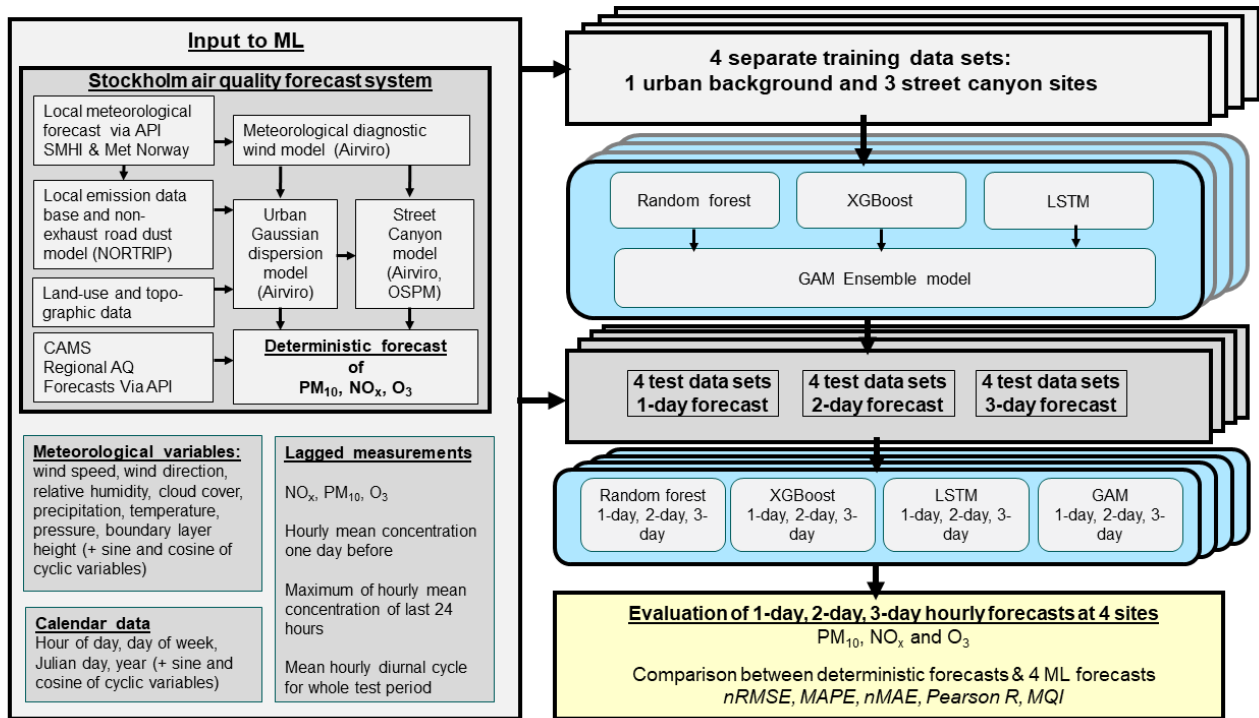 Input to ML
Stockholm air quality forecast system
Local meteorological
forecast via API
SMHI & Met Norway
Meteorological diagnostic
wind model (Airviro)
Local emission data
base and non-
exhaust road dust
model (NORTRIP)
Urban
Gaussian
dispersion
model
(Airviro)
Street
Canyon
model
(Airviro,
OSPM)
Land-use and topo-
graphic data
CAMS
Regional AQ
Forecasts Via API
Deterministic forecast
of
PM₁₀, NOₓ, O₃
Meteorological variables:
wind speed, wind direction,
relative humidity, cloud cover,
precipitation, temperature,
pressure, boundary layer
height (+ sine and cosine of
cyclic variables)
Calendar data
Hour of day, day of week,
Julian day, year (+ sine and
cosine of cyclic variables)
Lagged measurements
NOₓ, PM₁₀, O₃
Hourly mean concentration
one day before
Maximum of hourly mean
concentration of last 24
hours
Mean hourly diurnal cycle
for whole test period
4 separate training data sets:
1 urban background and 3 street canyon sites
Random forest
XGBoost
LSTM
GAM Ensemble model
4 test data sets
1-day forecast
4 test data sets
2-day forecast
4 test data sets
3-day forecast
Random forest
1-day, 2-day, 3-
day
XGBoost
1-day, 2-day, 3-
day
LSTM
1-day, 2-day, 3-
day
GAM
1-day, 2-day, 3-
day
Evaluation of 1-day, 2-day, 3-day hourly forecasts at 4 sites
PM₁₀, NOₓ and O₃
Comparison between deterministic forecasts & 4 ML forecasts
nRMSE, MAPE, nMAE, Pearson R, MQI